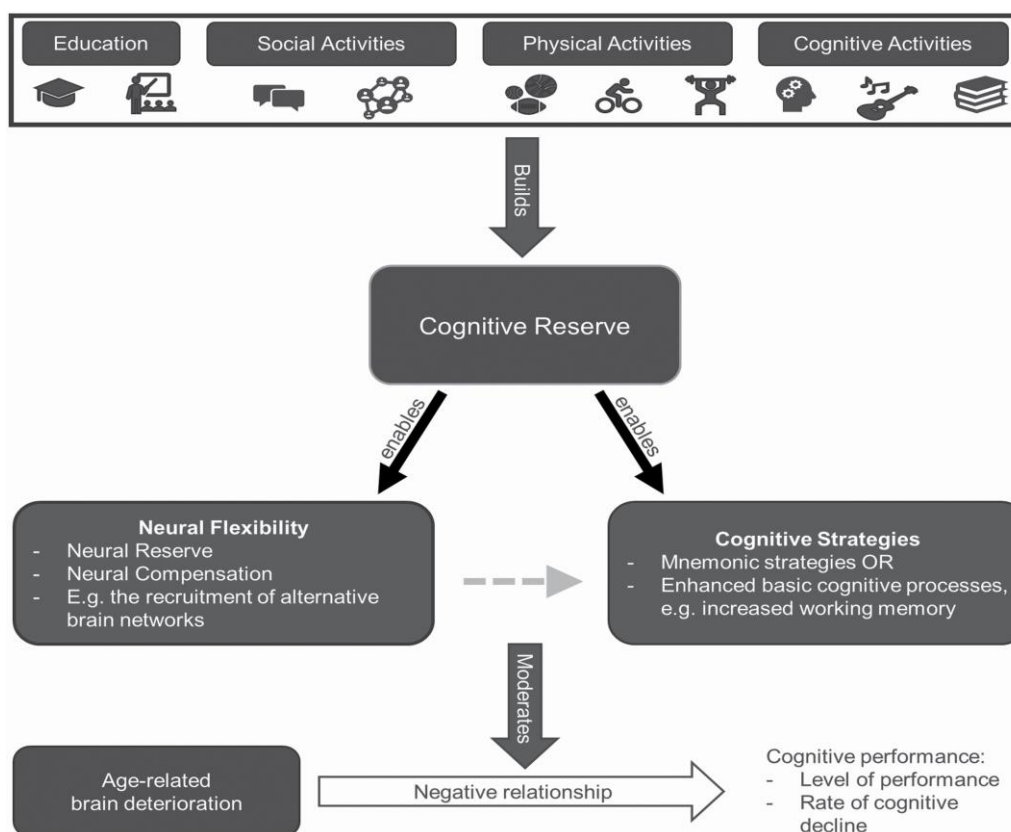 Education
Social Activities
Physical Activities
Cognitive Activities
Builds
Cognitive Reserve
enables
enables
Neural Flexibility
- Neural Reserve
- Neural Compensation
- E.g. the recruitment of alternative
brain networks
Cognitive Strategies
- Mnemonic strategies OR
- Enhanced basic cognitive processes,
e.g. increased working memory
Moderates
Age-related
brain deterioration
Negative relationship
Cognitive performance:
- Level of performance
- Rate of cognitive
decline